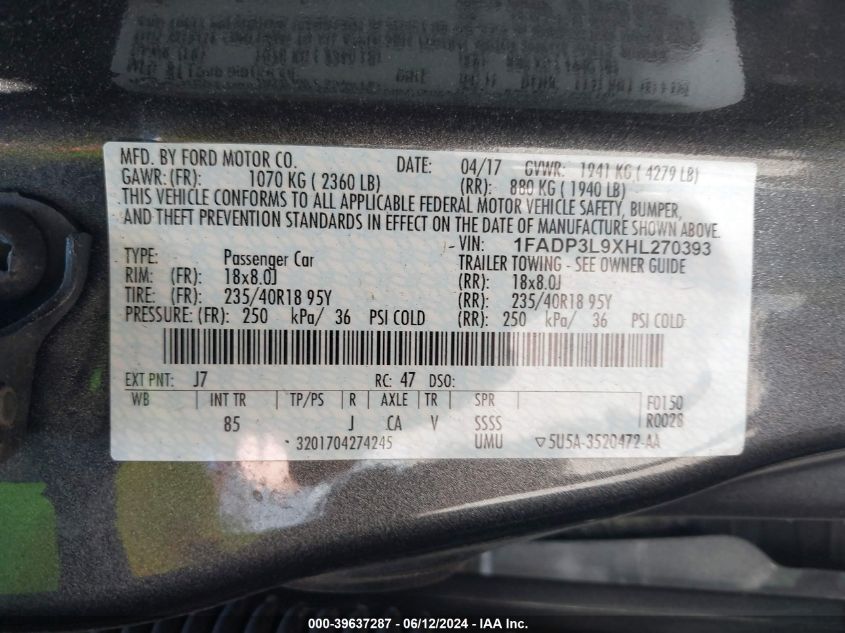 MFD. BY FORD MOTOR CO. DATE: 04/17 GVWR: 1941 KG ( 4279 LB)
GAWR: (FR): 1070 KG ( 2360 LB) (RR): 880 KG ( 1940 LB)
THIS VEHICLE CONFORMS TO ALL APPLICABLE FEDERAL MOTOR VEHICLE SAFETY, BUMPER,
AND THEFT PREVENTION STANDARDS IN EFFECT ON THE DATE OF MANUFACTURE SHOWN ABOVE.
VIN: 1FADP3L9XHL270393
TYPE: Passenger Car TRAILER TOWING - SEE OWNER GUIDE
RIM: (FR): 18x8.0J (RR): 18x8.0J
TIRE: (FR): 235/40R18 95Y (RR): 235/40R18 95Y
PRESSURE: (FR): 250 kPa/ 36 PSI COLD (RR): 250 kPa/ 36 PSI COLD
EXT PNT: J7 RC: 47 DSO:
WB INT TR TP/PS R AXLE TR SPR F0150
85 J CA V SSSS R0028
3201704274245 UMU ▽5U5A-3520472-AA
000-39637287 - 06/12/2024 - IAA Inc.